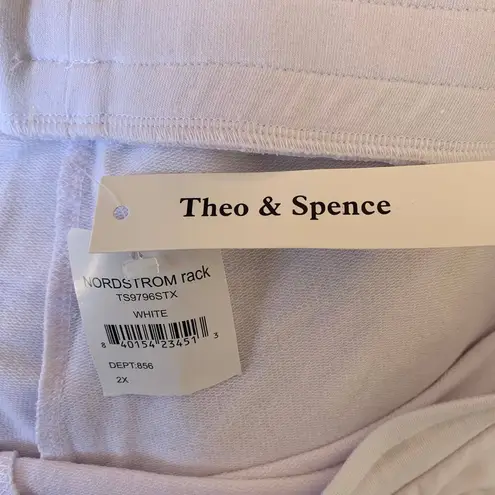 Theo & Spence
NORDSTROM rack
TS9796STX
WHITE
8 40154 23451 3
DEPT:856
2X